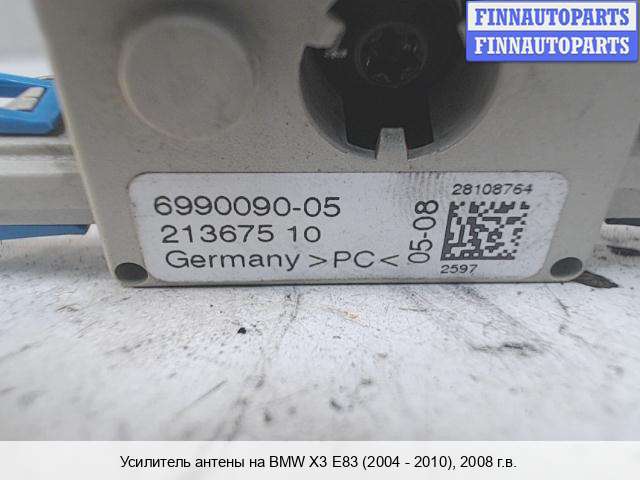 FINNAUTOPARTS
FINNAUTOPARTS
6990090-05
213675 10
Germany >PC<
05-08
28108764
2597
Усилитель антены на BMW X3 E83 (2004 - 2010), 2008 г.в.